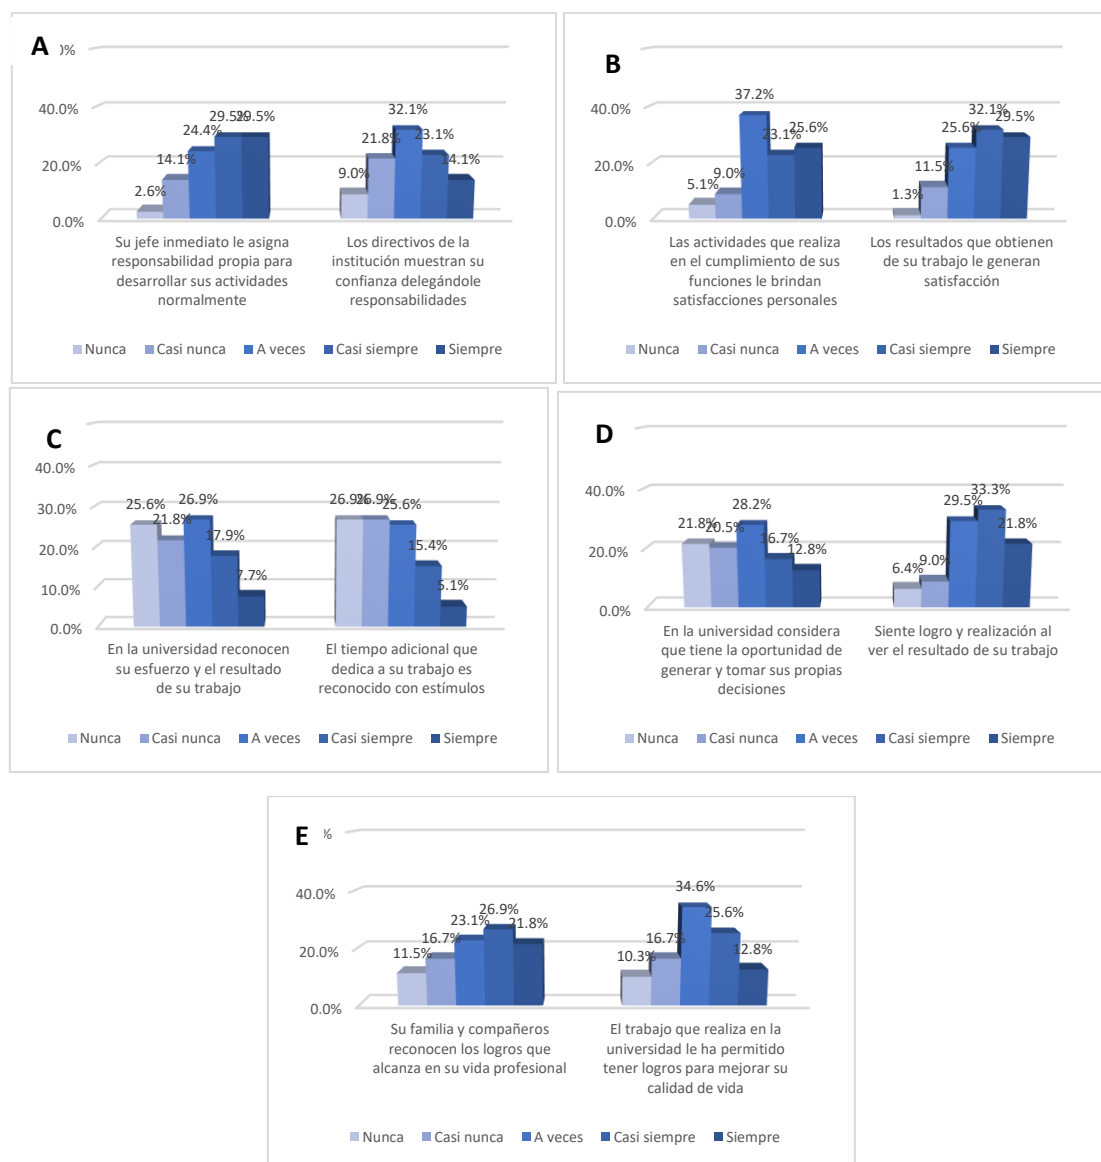 A
%
40.0%
20.0%
0.0%
2.6%
14.1%
24.4%
29.5%
29.5%
9.0%
21.8%
32.1%
23.1%
14.1%
Su jefe inmediato le asigna
responsabilidad propia para
desarrollar sus actividades
normalmente
Los directivos de la
institución muestran su
confianza delegándole
responsabilidades
Nunca Casi nunca A veces Casi siempre Siempre
B
40.0%
20.0%
0.0%
5.1%
9.0%
37.2%
23.1%
25.6%
1.3%
11.5%
25.6%
32.1%
29.5%
Las actividades que realiza
en el cumplimiento de sus
funciones le brindan
satisfacciones personales
Los resultados que obtienen
de su trabajo le generan
satisfacción
Nunca Casi nunca A veces Casi siempre Siempre
C
40.0%
30.0%
20.0%
10.0%
0.0%
25.6%
21.8%
26.9%
17.9%
7.7%
26.9%
26.9%
25.6%
15.4%
5.1%
En la universidad reconocen
su esfuerzo y el resultado
de su trabajo
El tiempo adicional que
dedica a su trabajo es
reconocido con estímulos
Nunca Casi nunca A veces Casi siempre Siempre
D
40.0%
20.0%
0.0%
21.8%
20.5%
28.2%
16.7%
12.8%
6.4%
9.0%
29.5%
33.3%
21.8%
En la universidad considera
que tiene la oportunidad de
generar y tomar sus propias
decisiones
Siente logro y realización al
ver el resultado de su trabajo
Nunca Casi nunca A veces Casi siempre Siempre
E
%
40.0%
20.0%
0.0%
11.5%
16.7%
23.1%
26.9%
21.8%
10.3%
16.7%
34.6%
25.6%
12.8%
Su familia y compañeros
reconocen los logros que
alcanza en su vida profesional
El trabajo que realiza en la
universidad le ha permitido
tener logros para mejorar su
calidad de vida
Nunca Casi nunca A veces Casi siempre Siempre